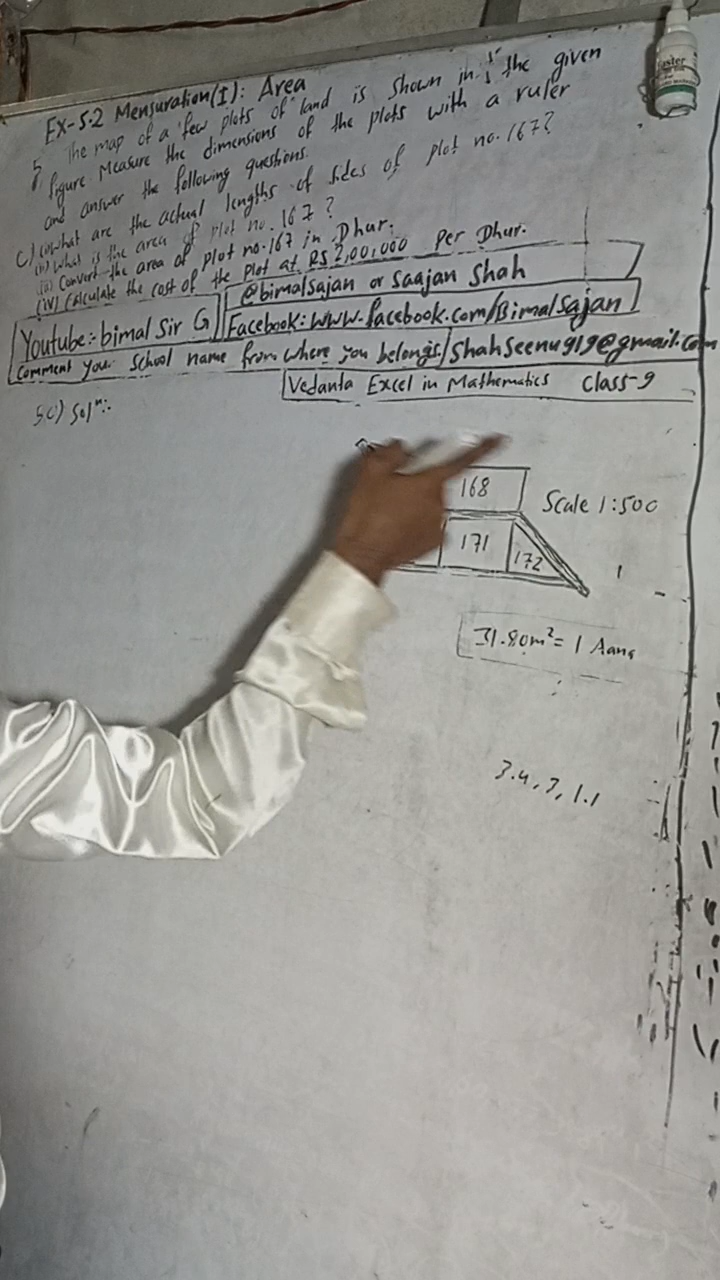 Ex-5.2 Mensuration(I): Area
5. The map of a few plots of land is shown in the given
figure Measure the dimensions of the plots with a ruler
and answer the following questions.
C) (i) What are the actual lengths of sides of plot no. 167?
(ii) What is the area of plot no. 167?
Convert the area of plot no. 167 in Dhur.
(iv) Calculate the cost of the plot at RS 2,00,000 per Dhur.
@bimalsajan or Saajan Shah
Youtube:- bimal Sir G
Facebook: www.facebook.com/Bimalsajan
Comment your School name from where you belongs/Shahseenu919@gmail.com
Vedanta Excel in Mathematics Class-9
5C) Solⁿ:-
168
Scale 1:500
171
172
31.80m² = 1 Aana
3.4, 3, 1.1